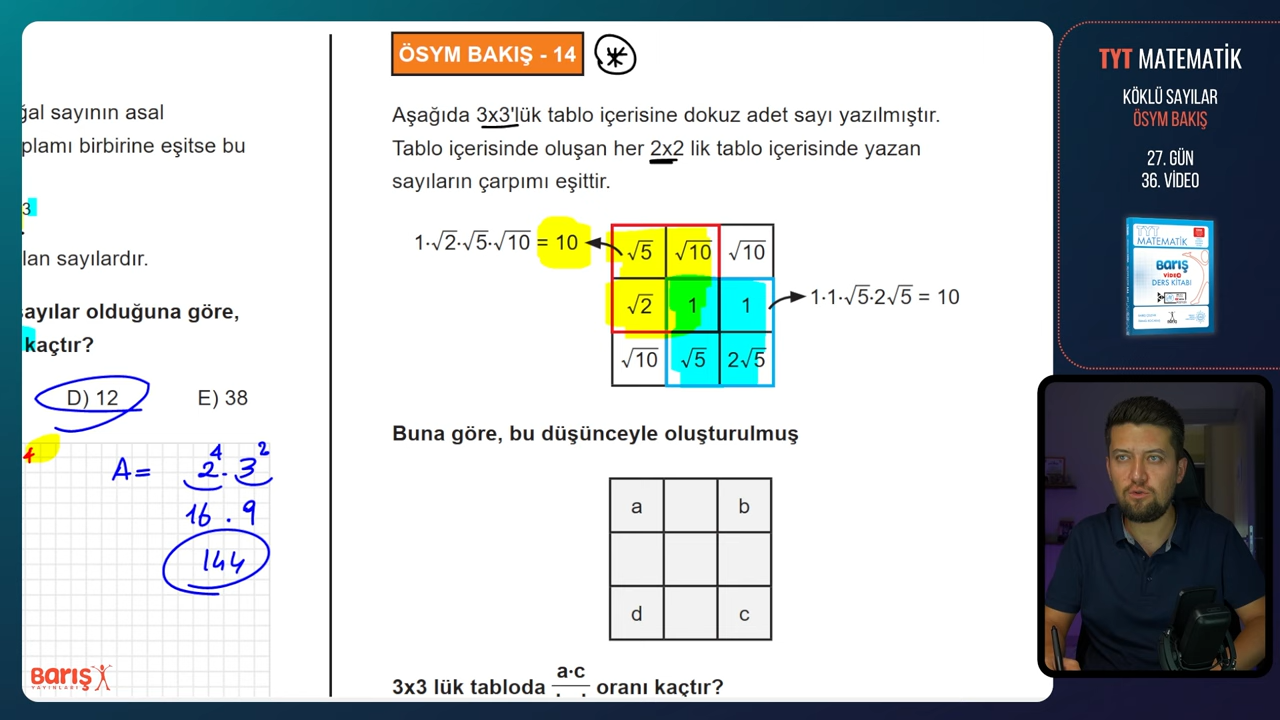 ğal sayının asal
plamı birbirine eşitse bu
3
lan sayılardır.
sayılar olduğuna göre,
kaçtır?
D) 12 E) 38
A = 2^4 . 3^2
16 . 9
144
BARIŞ
YAYINLARI
ÖSYM BAKIŞ - 14
Aşağıda 3x3'lük tablo içerisine dokuz adet sayı yazılmıştır.
Tablo içerisinde oluşan her 2x2 lik tablo içerisinde yazan
sayıların çarpımı eşittir.
1·√2·√5·√10 = 10
√5 √10 √10
√2 1 1
√10 √5 2√5
1·1·√5·2√5 = 10
Buna göre, bu düşünceyle oluşturulmuş
a b
d c
3x3 lük tabloda a·c oranı kaçtır?
TYT MATEMATİK
KÖKLÜ SAYILAR
ÖSYM BAKIŞ
27. GÜN
36. VİDEO
TYT
MATEMATİK
BARIŞ
VİDEO
DERS KİTABI